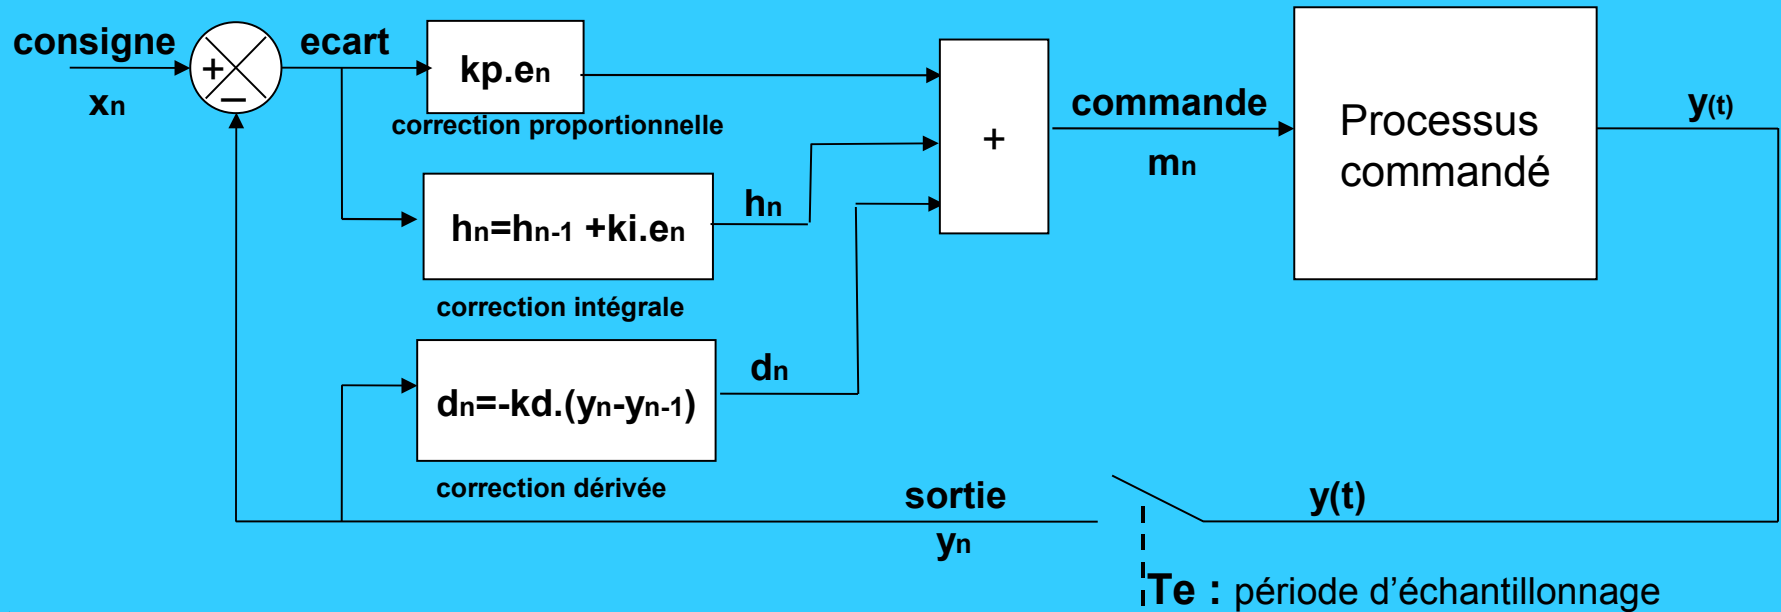 consigne
xn
+
−
ecart
kp.en
correction proportionnelle
hn=hn-1 +ki.en
hn
correction intégrale
dn=-kd.(yn-yn-1)
dn
correction dérivée
+
commande
mn
Processus
commandé
y(t)
sortie
yn
y(t)
Te : période d’échantillonnage